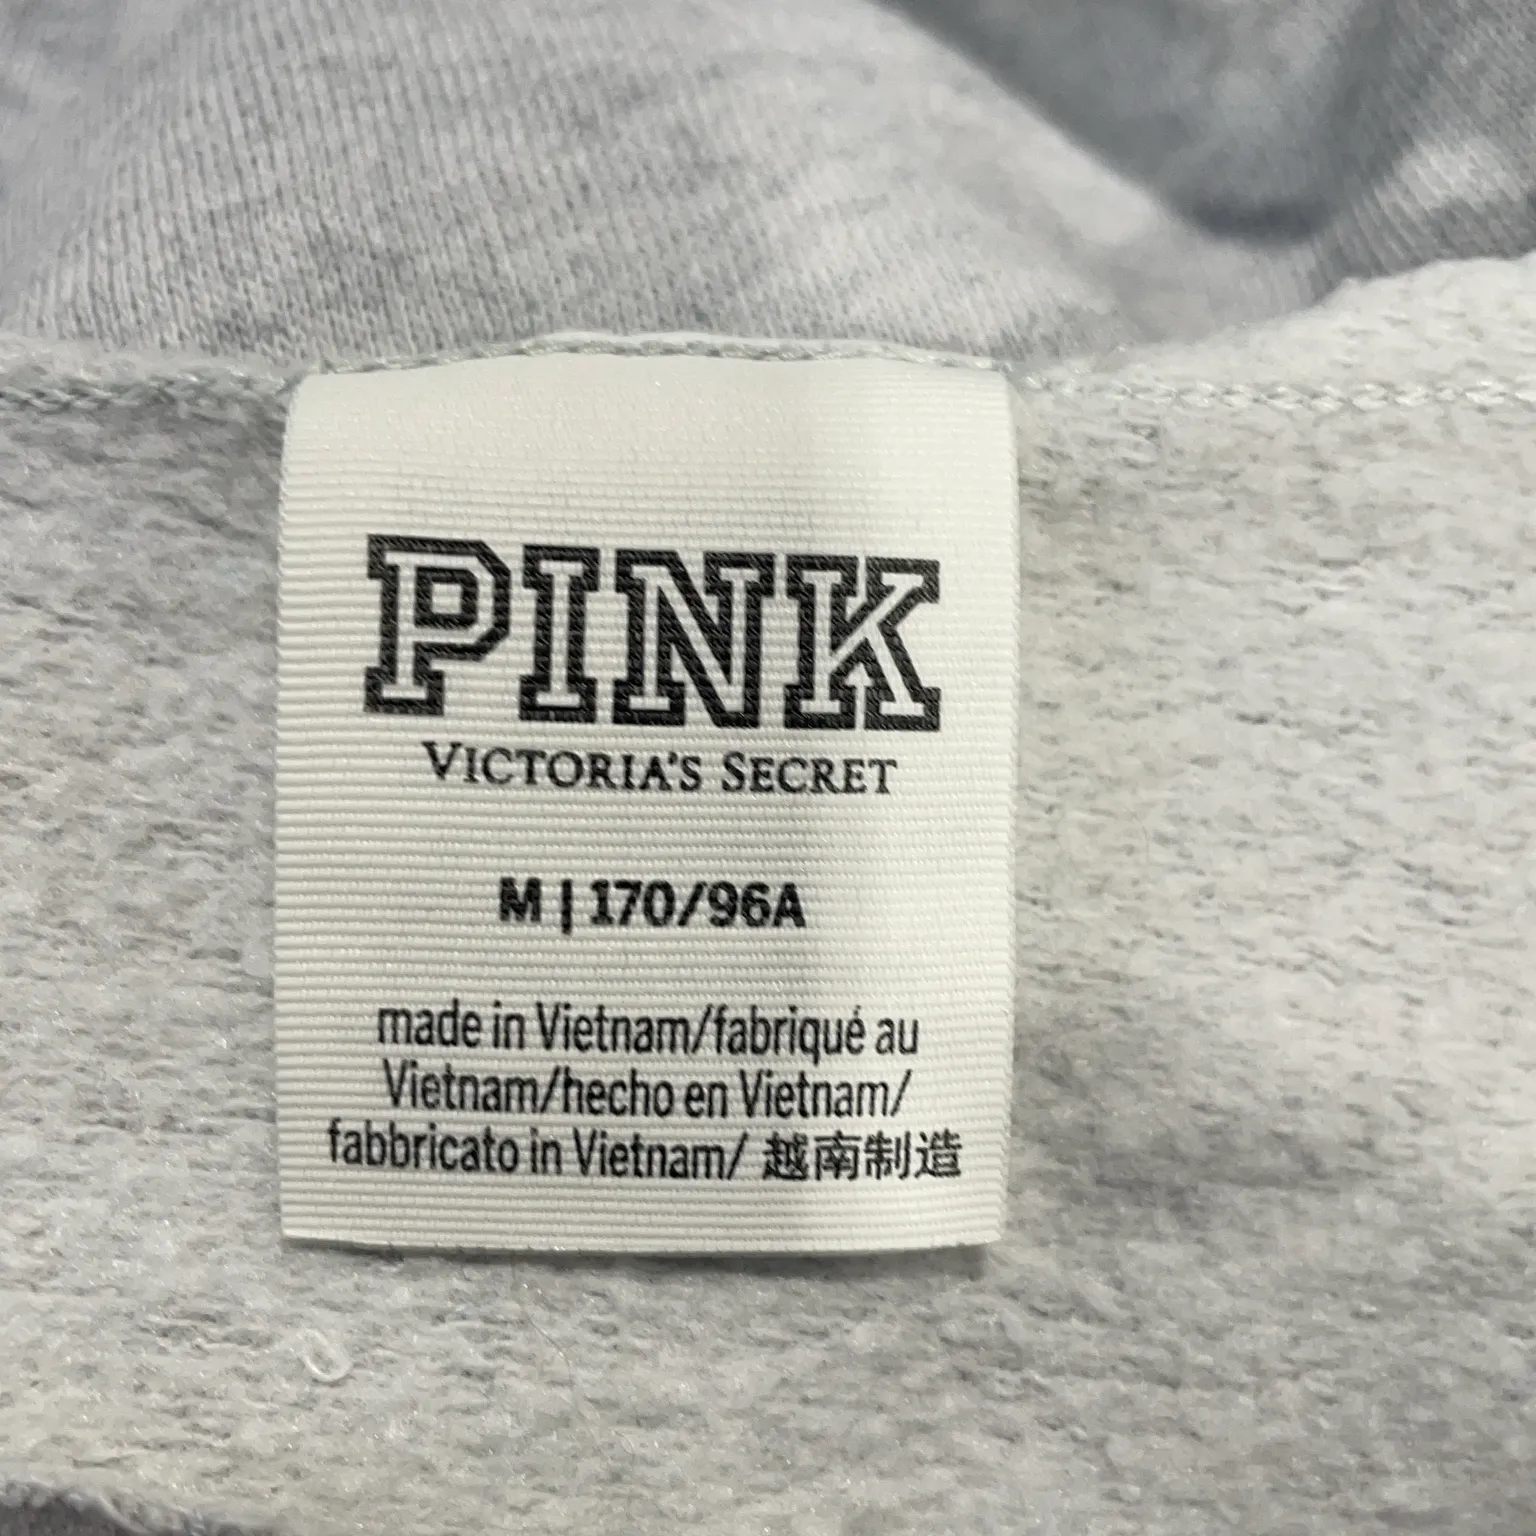 PINK
VICTORIA'S SECRET
M | 170/96A
made in Vietnam/fabriqué au
Vietnam/hecho en Vietnam/
fabbricato in Vietnam/ 越南制造